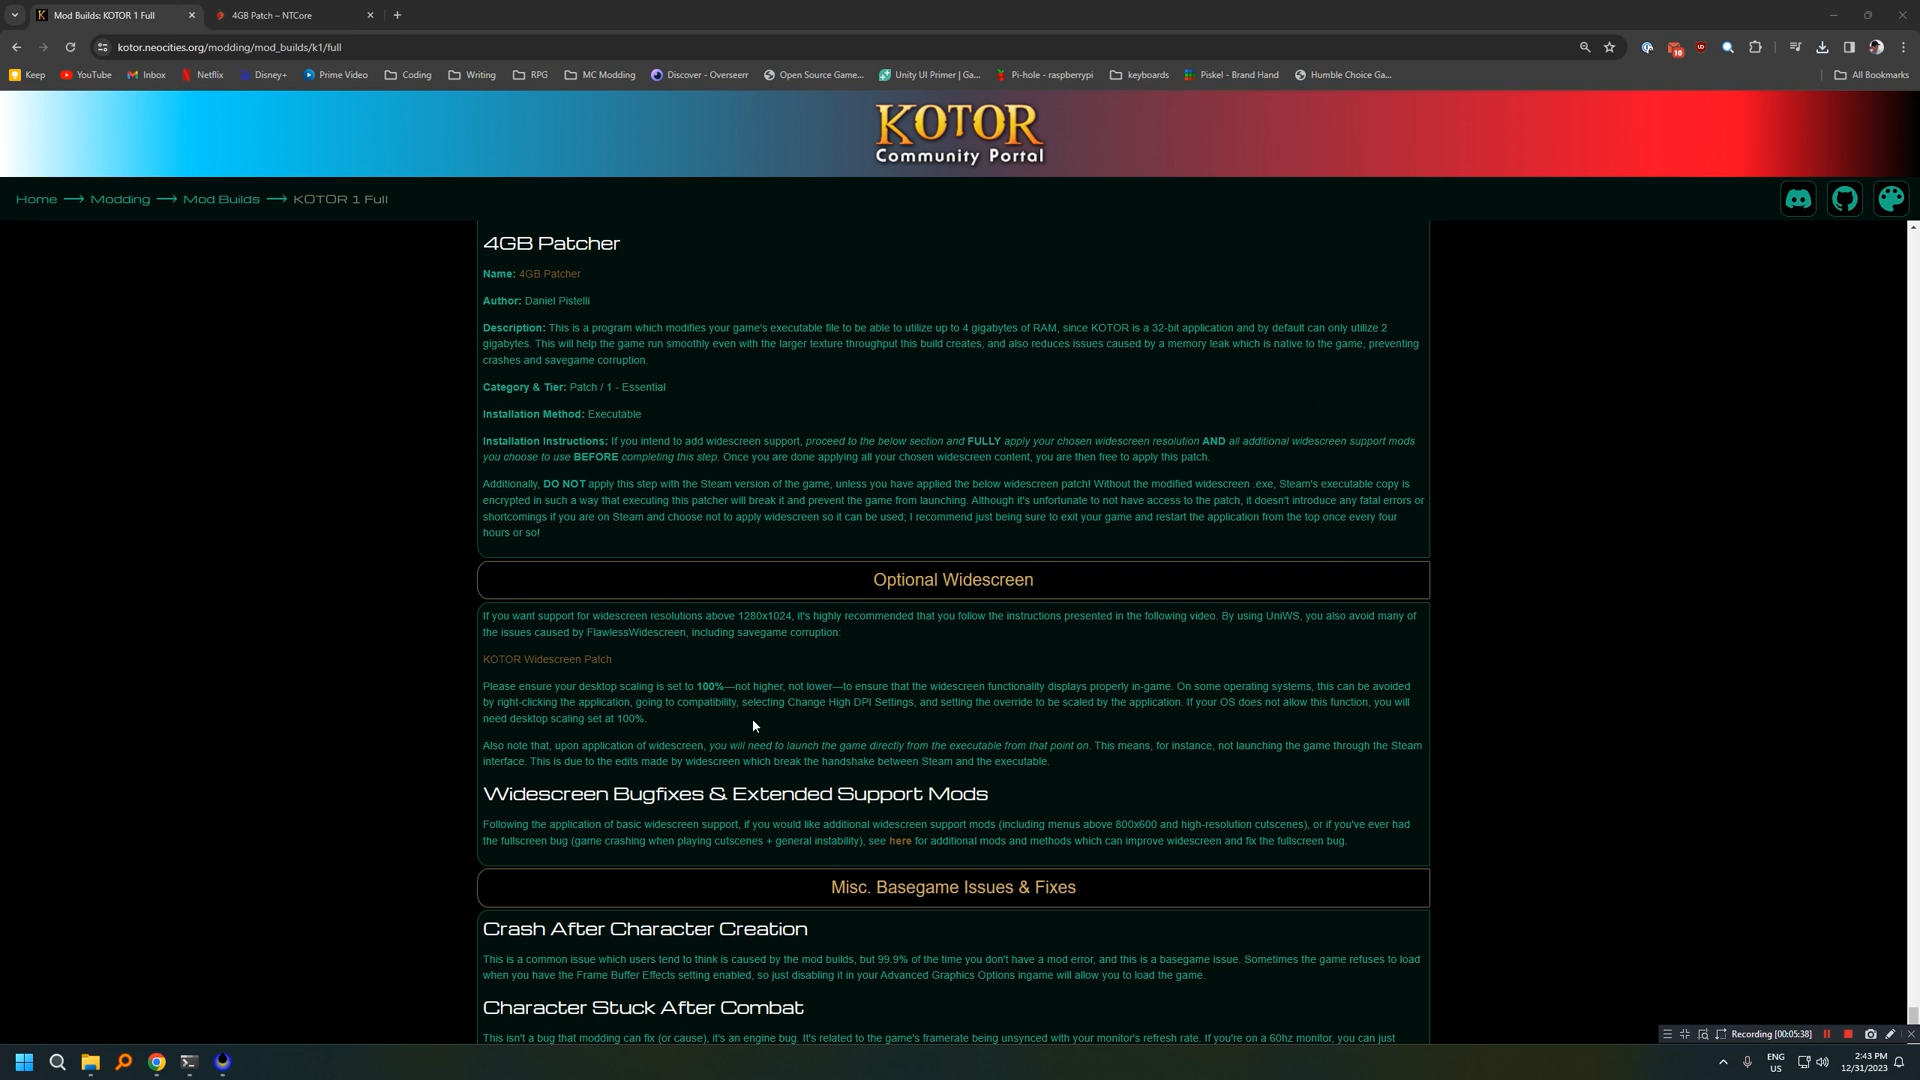 Mod Builds: KOTOR 1 Full
4GB Patch – NTCore
kotor.neocities.org/modding/mod_builds/k1/full
10
Keep
YouTube
Inbox
Netflix
Disney+
Prime Video
Coding
Writing
RPG
MC Modding
Discover - Overseerr
Open Source Game...
Unity UI Primer | Ga...
Pi-hole - raspberrypi
keyboards
Piskel - Brand Hand
Humble Choice Ga...
All Bookmarks
KOTOR
Community Portal
Home → Modding → Mod Builds → KOTOR 1 Full
4GB Patcher
Name: 4GB Patcher
Author: Daniel Pistelli
Description: This is a program which modifies your game's executable file to be able to utilize up to 4 gigabytes of RAM, since KOTOR is a 32-bit application and by default can only utilize 2
gigabytes. This will help the game run smoothly even with the larger texture throughput this build creates, and also reduces issues caused by a memory leak which is native to the game, preventing
crashes and savegame corruption.
Category & Tier: Patch / 1 - Essential
Installation Method: Executable
Installation Instructions: If you intend to add widescreen support, proceed to the below section and FULLY apply your chosen widescreen resolution AND all additional widescreen support mods
you choose to use BEFORE completing this step. Once you are done applying all your chosen widescreen content, you are then free to apply this patch.
Additionally, DO NOT apply this step with the Steam version of the game, unless you have applied the below widescreen patch! Without the modified widescreen .exe, Steam's executable copy is
encrypted in such a way that executing this patcher will break it and prevent the game from launching. Although it's unfortunate to not have access to the patch, it doesn't introduce any fatal errors or
shortcomings if you are on Steam and choose not to apply widescreen so it can be used; I recommend just being sure to exit your game and restart the application from the top once every four
hours or so!
Optional Widescreen
If you want support for widescreen resolutions above 1280x1024, it's highly recommended that you follow the instructions presented in the following video. By using UniWS, you also avoid many of
the issues caused by FlawlessWidescreen, including savegame corruption:
KOTOR Widescreen Patch
Please ensure your desktop scaling is set to 100%—not higher, not lower—to ensure that the widescreen functionality displays properly in-game. On some operating systems, this can be avoided
by right-clicking the application, going to compatibility, selecting Change High DPI Settings, and setting the override to be scaled by the application. If your OS does not allow this function, you will
need desktop scaling set at 100%.
Also note that, upon application of widescreen, you will need to launch the game directly from the executable from that point on. This means, for instance, not launching the game through the Steam
interface. This is due to the edits made by widescreen which break the handshake between Steam and the executable.
Widescreen Bugfixes & Extended Support Mods
Following the application of basic widescreen support, if you would like additional widescreen support mods (including menus above 800x600 and high-resolution cutscenes), or if you've ever had
the fullscreen bug (game crashing when playing cutscenes + general instability), see here for additional mods and methods which can improve widescreen and fix the fullscreen bug.
Misc. Basegame Issues & Fixes
Crash After Character Creation
This is a common issue which users tend to think is caused by the mod builds, but 99.9% of the time you don't have a mod error, and this is a basegame issue. Sometimes the game refuses to load
when you have the Frame Buffer Effects setting enabled, so just disabling it in your Advanced Graphics Options ingame will allow you to load the game.
Character Stuck After Combat
This isn't a bug that modding can fix (or cause), it's an engine bug. It's related to the game's framerate being unsynced with your monitor's refresh rate. If you're on a 60hz monitor, you can just
Recording [00:05:38]
ENG
US
2:43 PM
12/31/2023